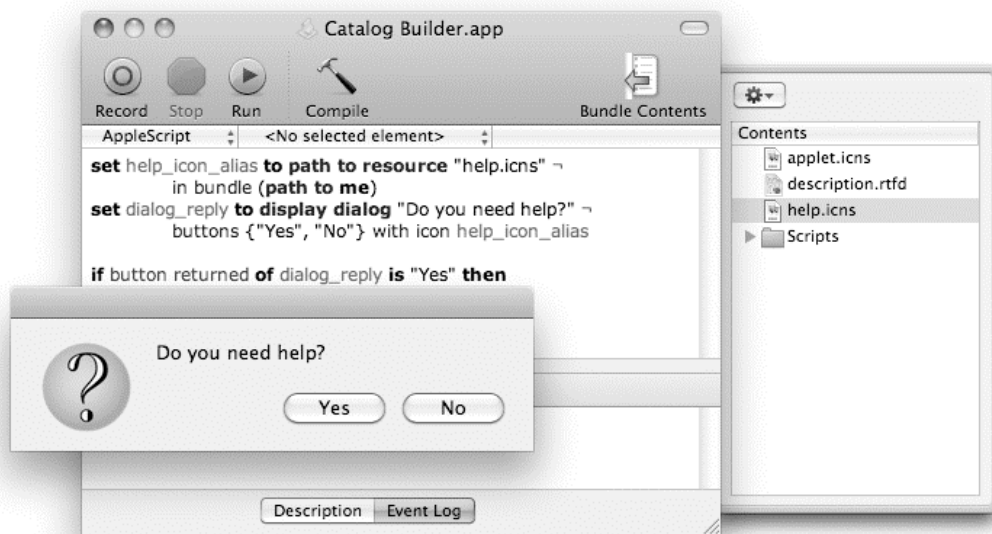 Catalog Builder.app
Record Stop Run Compile Bundle Contents
AppleScript <No selected element>
set help_icon_alias to path to resource "help.icns" ¬
in bundle (path to me)
set dialog_reply to display dialog "Do you need help?" ¬
buttons {"Yes", "No"} with icon help_icon_alias
if button returned of dialog_reply is "Yes" then
Do you need help?
Yes No
Description Event Log
Contents
applet.icns
description.rtfd
help.icns
Scripts